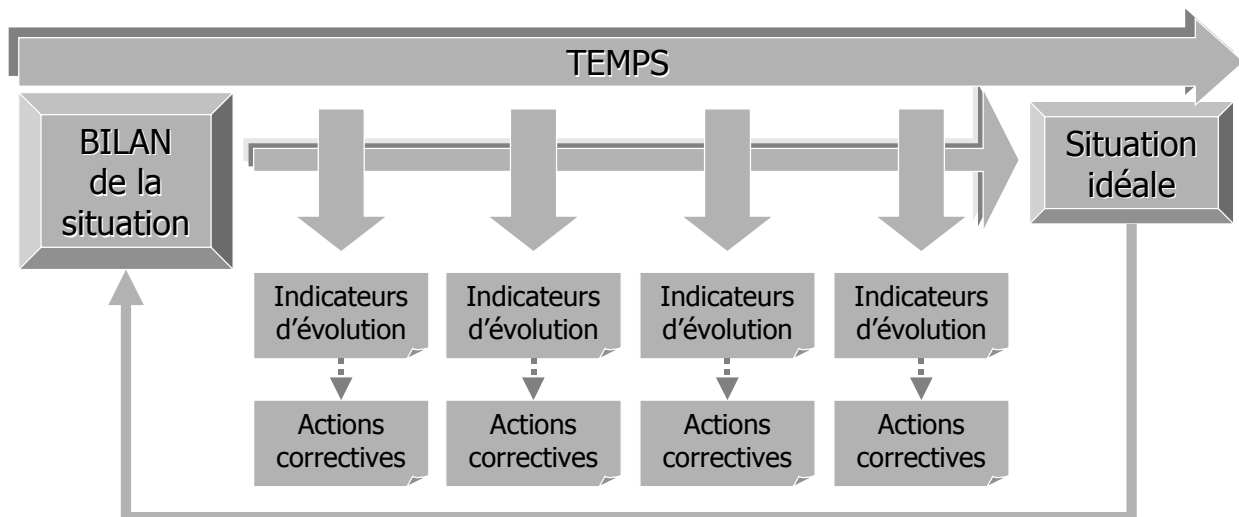 TEMPS
BILAN
de la
situation
Situation
idéale
Indicateurs
d’évolution
Indicateurs
d’évolution
Indicateurs
d’évolution
Indicateurs
d’évolution
Actions
correctives
Actions
correctives
Actions
correctives
Actions
correctives